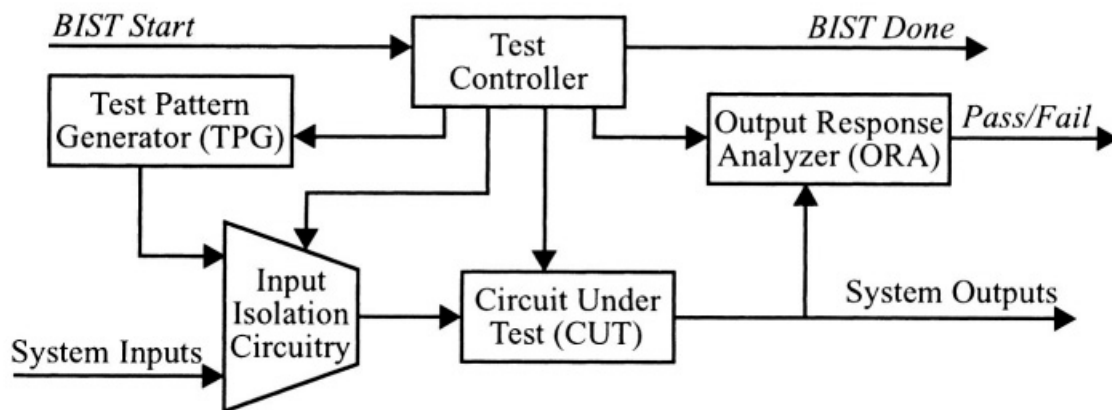 BIST Start
Test
Controller
BIST Done
Test Pattern
Generator (TPG)
Output Response
Analyzer (ORA)
Pass/Fail
Input
Isolation
Circuitry
Circuit Under
Test (CUT)
System Outputs
System Inputs